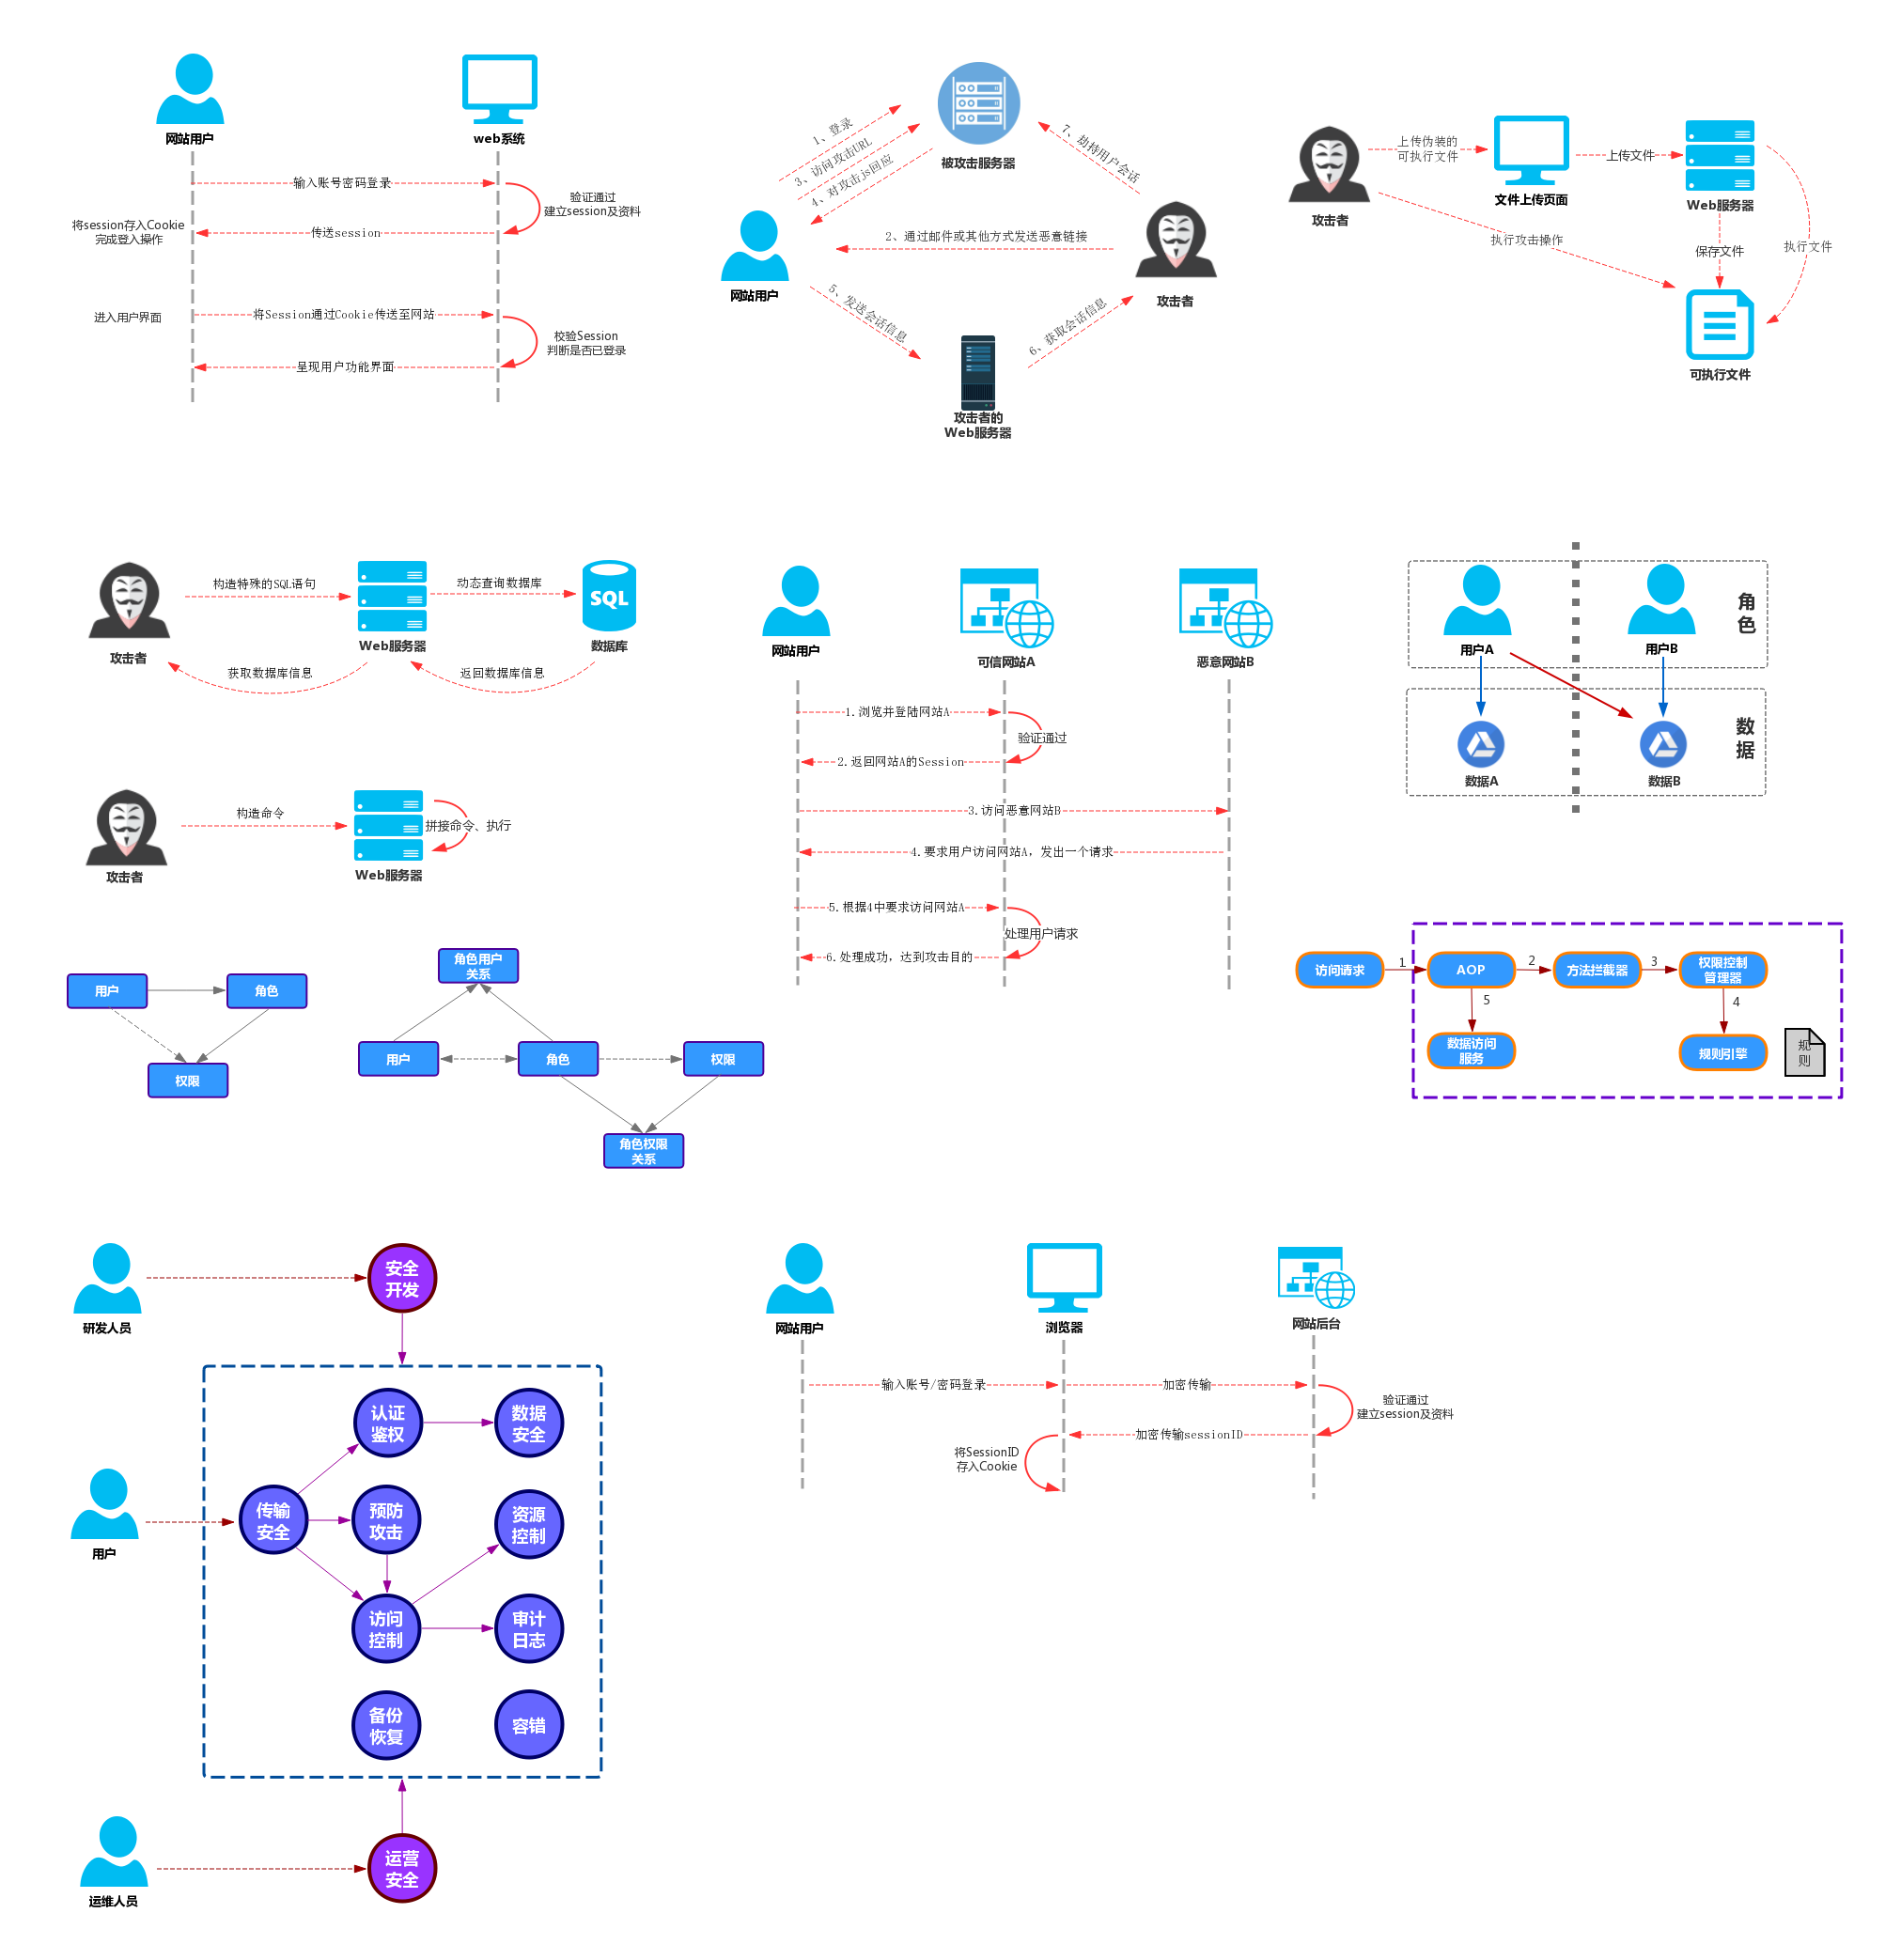 网站用户
web系统
输入账号密码登录
验证通过
建立session及资料
将session存入Cookie
完成登入操作
传送session
进入用户界面
将Session通过Cookie传送至网站
校验Session
判断是否已登录
呈现用户功能界面
被攻击服务器
1、登录
3、访问攻击URL
4、对攻击js回应
7、劫持用户会话
2、通过邮件或其他方式发送恶意链接
网站用户
攻击者
5、发送会话信息
6、获取会话信息
攻击者的
Web服务器
上传伪装的
可执行文件
上传文件
攻击者
文件上传页面
Web服务器
执行攻击操作
保存文件
执行文件
可执行文件
构造特殊的SQL语句
动态查询数据库
SQL
攻击者
Web服务器
数据库
获取数据库信息
返回数据库信息
构造命令
拼接命令、执行
攻击者
Web服务器
网站用户
可信网站A
恶意网站B
1.浏览并登陆网站A
验证通过
2.返回网站A的Session
3.访问恶意网站B
4.要求用户访问网站A，发出一个请求
5.根据4中要求访问网站A
处理用户请求
6.处理成功，达到攻击目的
角
色
用户A
用户B
数
据
数据A
数据B
用户
角色
权限
角色用户
关系
用户
角色
权限
角色权限
关系
访问请求
1
AOP
2
方法拦截器
3
权限控制
管理器
5
4
数据访问
服务
规则引擎
规
则
研发人员
安全
开发
认证
鉴权
数据
安全
用户
传输
安全
预防
攻击
资源
控制
访问
控制
审计
日志
备份
恢复
容错
运维人员
运营
安全
网站用户
浏览器
网站后台
输入账号/密码登录
加密传输
验证通过
建立session及资料
加密传输sessionID
将SessionID
存入Cookie